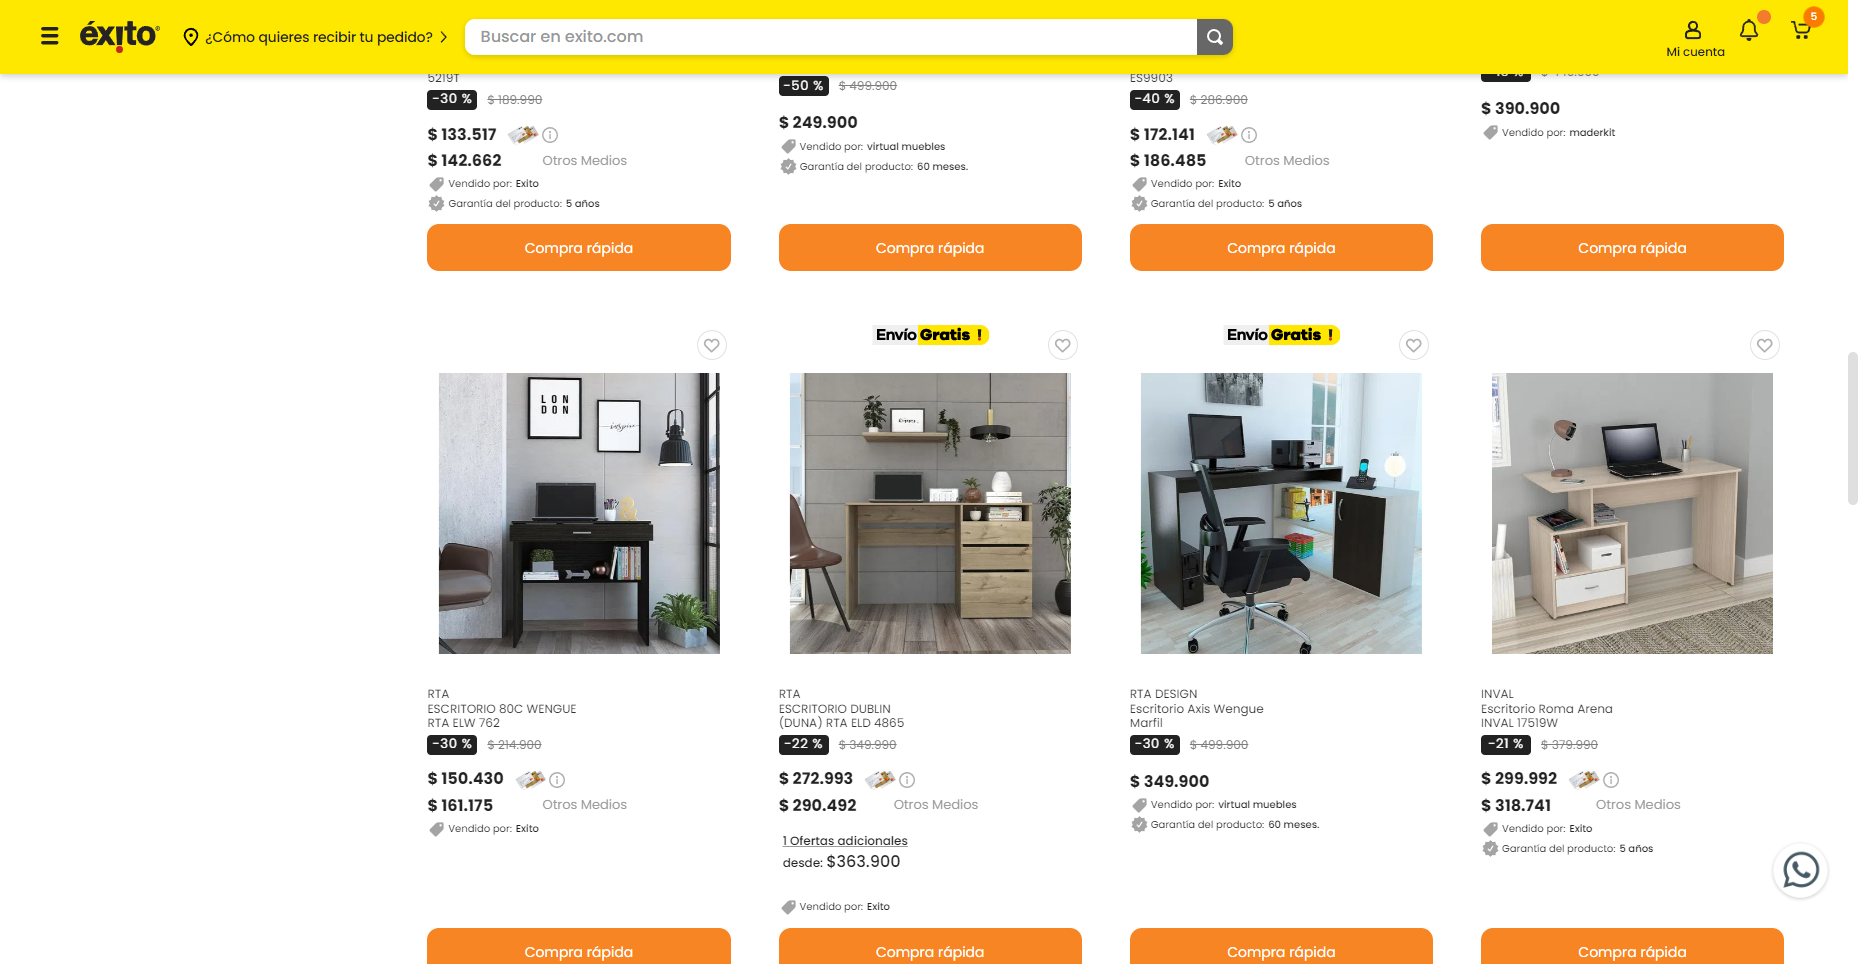 éxito
¿Cómo quieres recibir tu pedido?
Buscar en exito.com
Mi cuenta
5
5219T
-30 % $ 189.990
$ 133.517
$ 142.662 Otros Medios
Vendido por: Exito
Garantía del producto: 5 años
Compra rápida
-50 % $ 499.900
$ 249.900
Vendido por: virtual muebles
Garantía del producto: 60 meses.
Compra rápida
ES9903
-40 % $ 286.900
$ 172.141
$ 186.485 Otros Medios
Vendido por: Exito
Garantía del producto: 5 años
Compra rápida
$ 390.900
Vendido por: maderkit
Compra rápida
LON
DON
inspire
RTA
ESCRITORIO 80C WENGUE
RTA ELW 762
-30 % $ 214.900
$ 150.430
$ 161.175 Otros Medios
Vendido por: Exito
Compra rápida
Envío Gratis !
RTA
ESCRITORIO DUBLIN
(DUNA) RTA ELD 4865
-22 % $ 349.990
$ 272.993
$ 290.492 Otros Medios
1 Ofertas adicionales
desde: $363.900
Vendido por: Exito
Compra rápida
Envío Gratis !
RTA DESIGN
Escritorio Axis Wengue
Marfil
-30 % $ 499.900
$ 349.900
Vendido por: virtual muebles
Garantía del producto: 60 meses.
Compra rápida
INVAL
Escritorio Roma Arena
INVAL 17519W
-21 % $ 379.990
$ 299.992
$ 318.741 Otros Medios
Vendido por: Exito
Garantía del producto: 5 años
Compra rápida